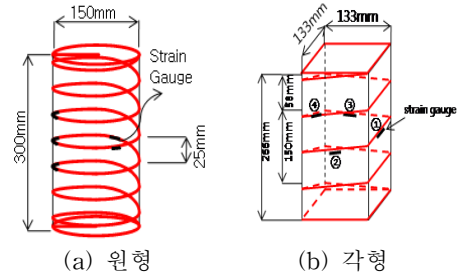 150mm
Strain
Gauge
300mm
25mm
(a) 원형
133mm
133mm
58mm
④
③
①
strain gauge
266mm
150mm
②
(b) 각형